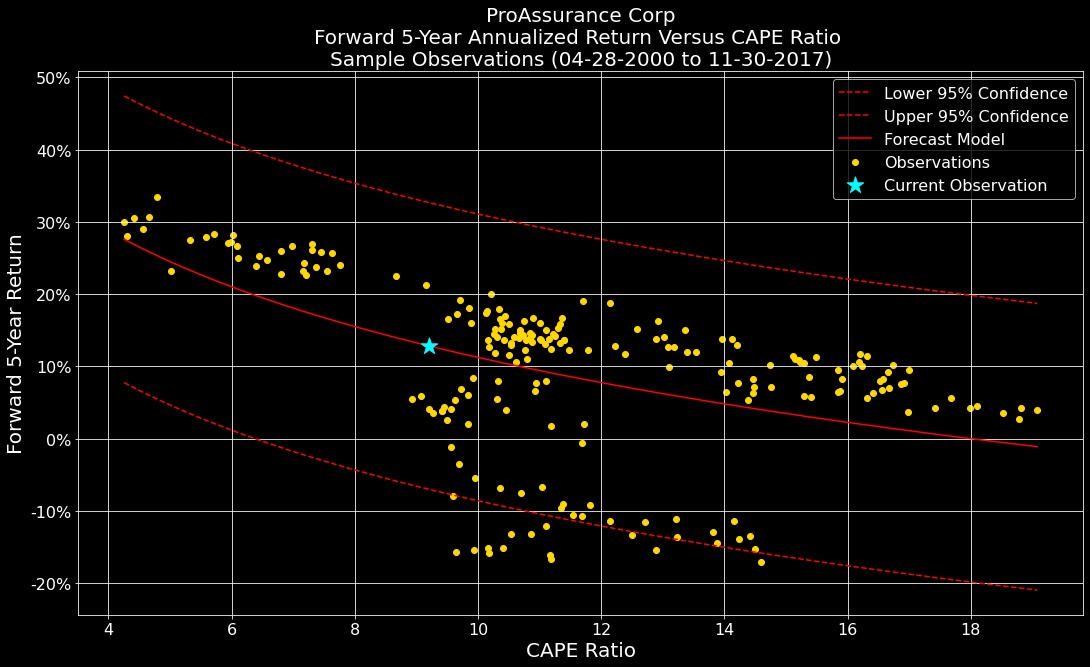 ProAssurance Corp
Forward 5-Year Annualized Return Versus CAPE Ratio
Sample Observations (04-28-2000 to 11-30-2017)
50%
40%
30%
20%
10%
0%
-10%
-20%
Forward 5-Year Return
Lower 95% Confidence
Upper 95% Confidence
Forecast Model
Observations
Current Observation
4 6 8 10 12 14 16 18
CAPE Ratio